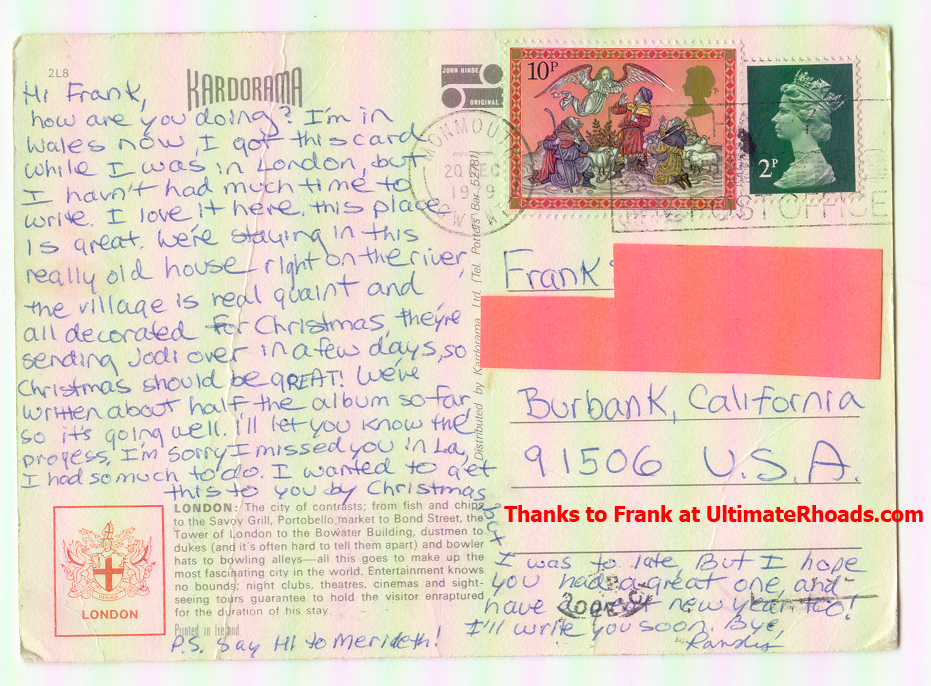 2L8
KARDORAMA
JOHN HINDE
ORIGINAL
Hi Frank,
how are you doing? I'm in
Wales now I got this card
while I was in London, but
I havn't had much time to
write. I love it here, this place
is great. We're staying in this
really old house right on the river,
the village is real quaint and
all decorated for Christmas, they're
sending Jodi over in a few days, so
Christmas should be gREAT! We've
written about half the album so far,
so it's going well. I'll let you know the
progess, I'm sorry I missed you in La,
I had so much to do. I wanted to get
this to you by Christmas
but
I was to late, But I hope
you had a great one, and
have a great new year too!
I'll write you soon. Bye,
Randy
P.S. Say Hi to Merideth!
LONDON: The city of contrasts; from fish and chips
to the Savoy Grill, Portobello market to Bond Street, the
Tower of London to the Bowater Building, dustmen to
dukes (and it's often hard to tell them apart) and bowler
hats to bowling alleys—all this goes to make up the
most fascinating city in the world. Entertainment knows
no bounds: night clubs, theatres, cinemas and sight-
seeing tours guarantee to hold the visitor enraptured
for the duration of his stay.
Printed in Ireland.
LONDON
Distributed by Kardorama Ltd. (Tel. Potters Bar 52781)
10P
2P
MONMOUTH
20 DEC
GWENT
POST OFFICE
Frank
Burbank, California
91506 U.S.A.
Thanks to Frank at UltimateRhoads.com